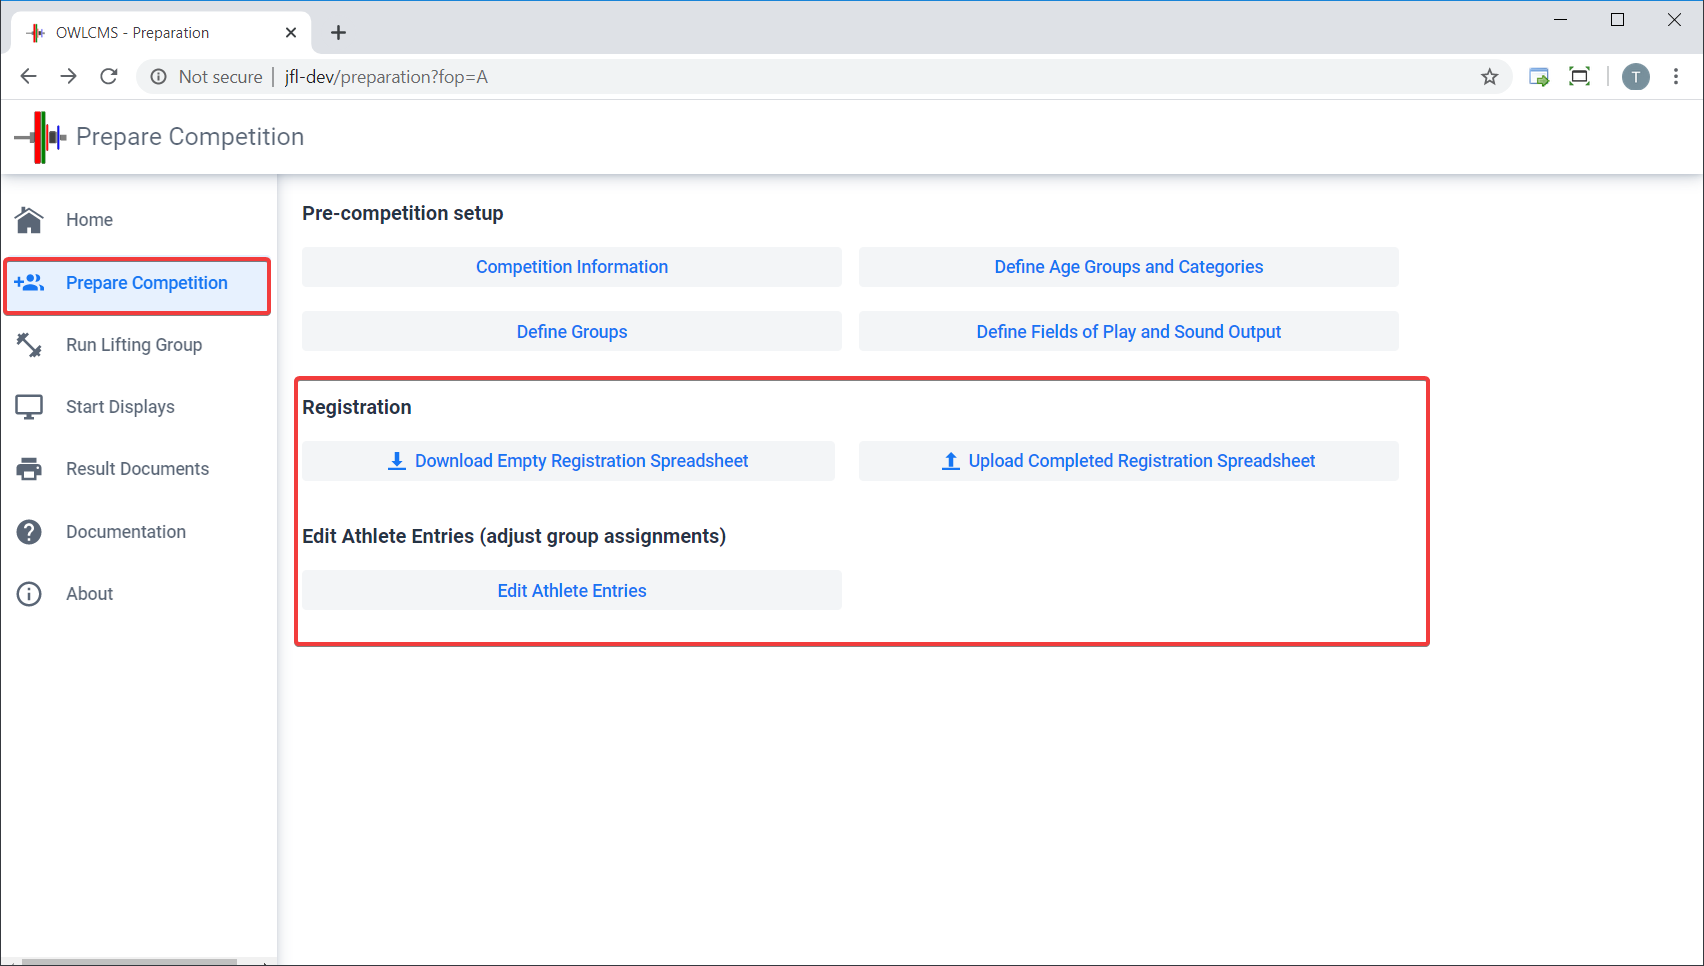 OWLCMS - Preparation
Not secure | jfl-dev/preparation?fop=A
T
Prepare Competition
Home
Prepare Competition
Run Lifting Group
Start Displays
Result Documents
Documentation
About
Pre-competition setup
Competition Information
Define Age Groups and Categories
Define Groups
Define Fields of Play and Sound Output
Registration
Download Empty Registration Spreadsheet
Upload Completed Registration Spreadsheet
Edit Athlete Entries (adjust group assignments)
Edit Athlete Entries